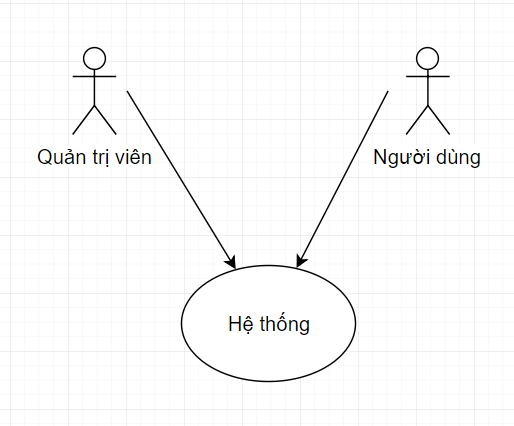 Quản trị viên
Người dùng
Hệ thống